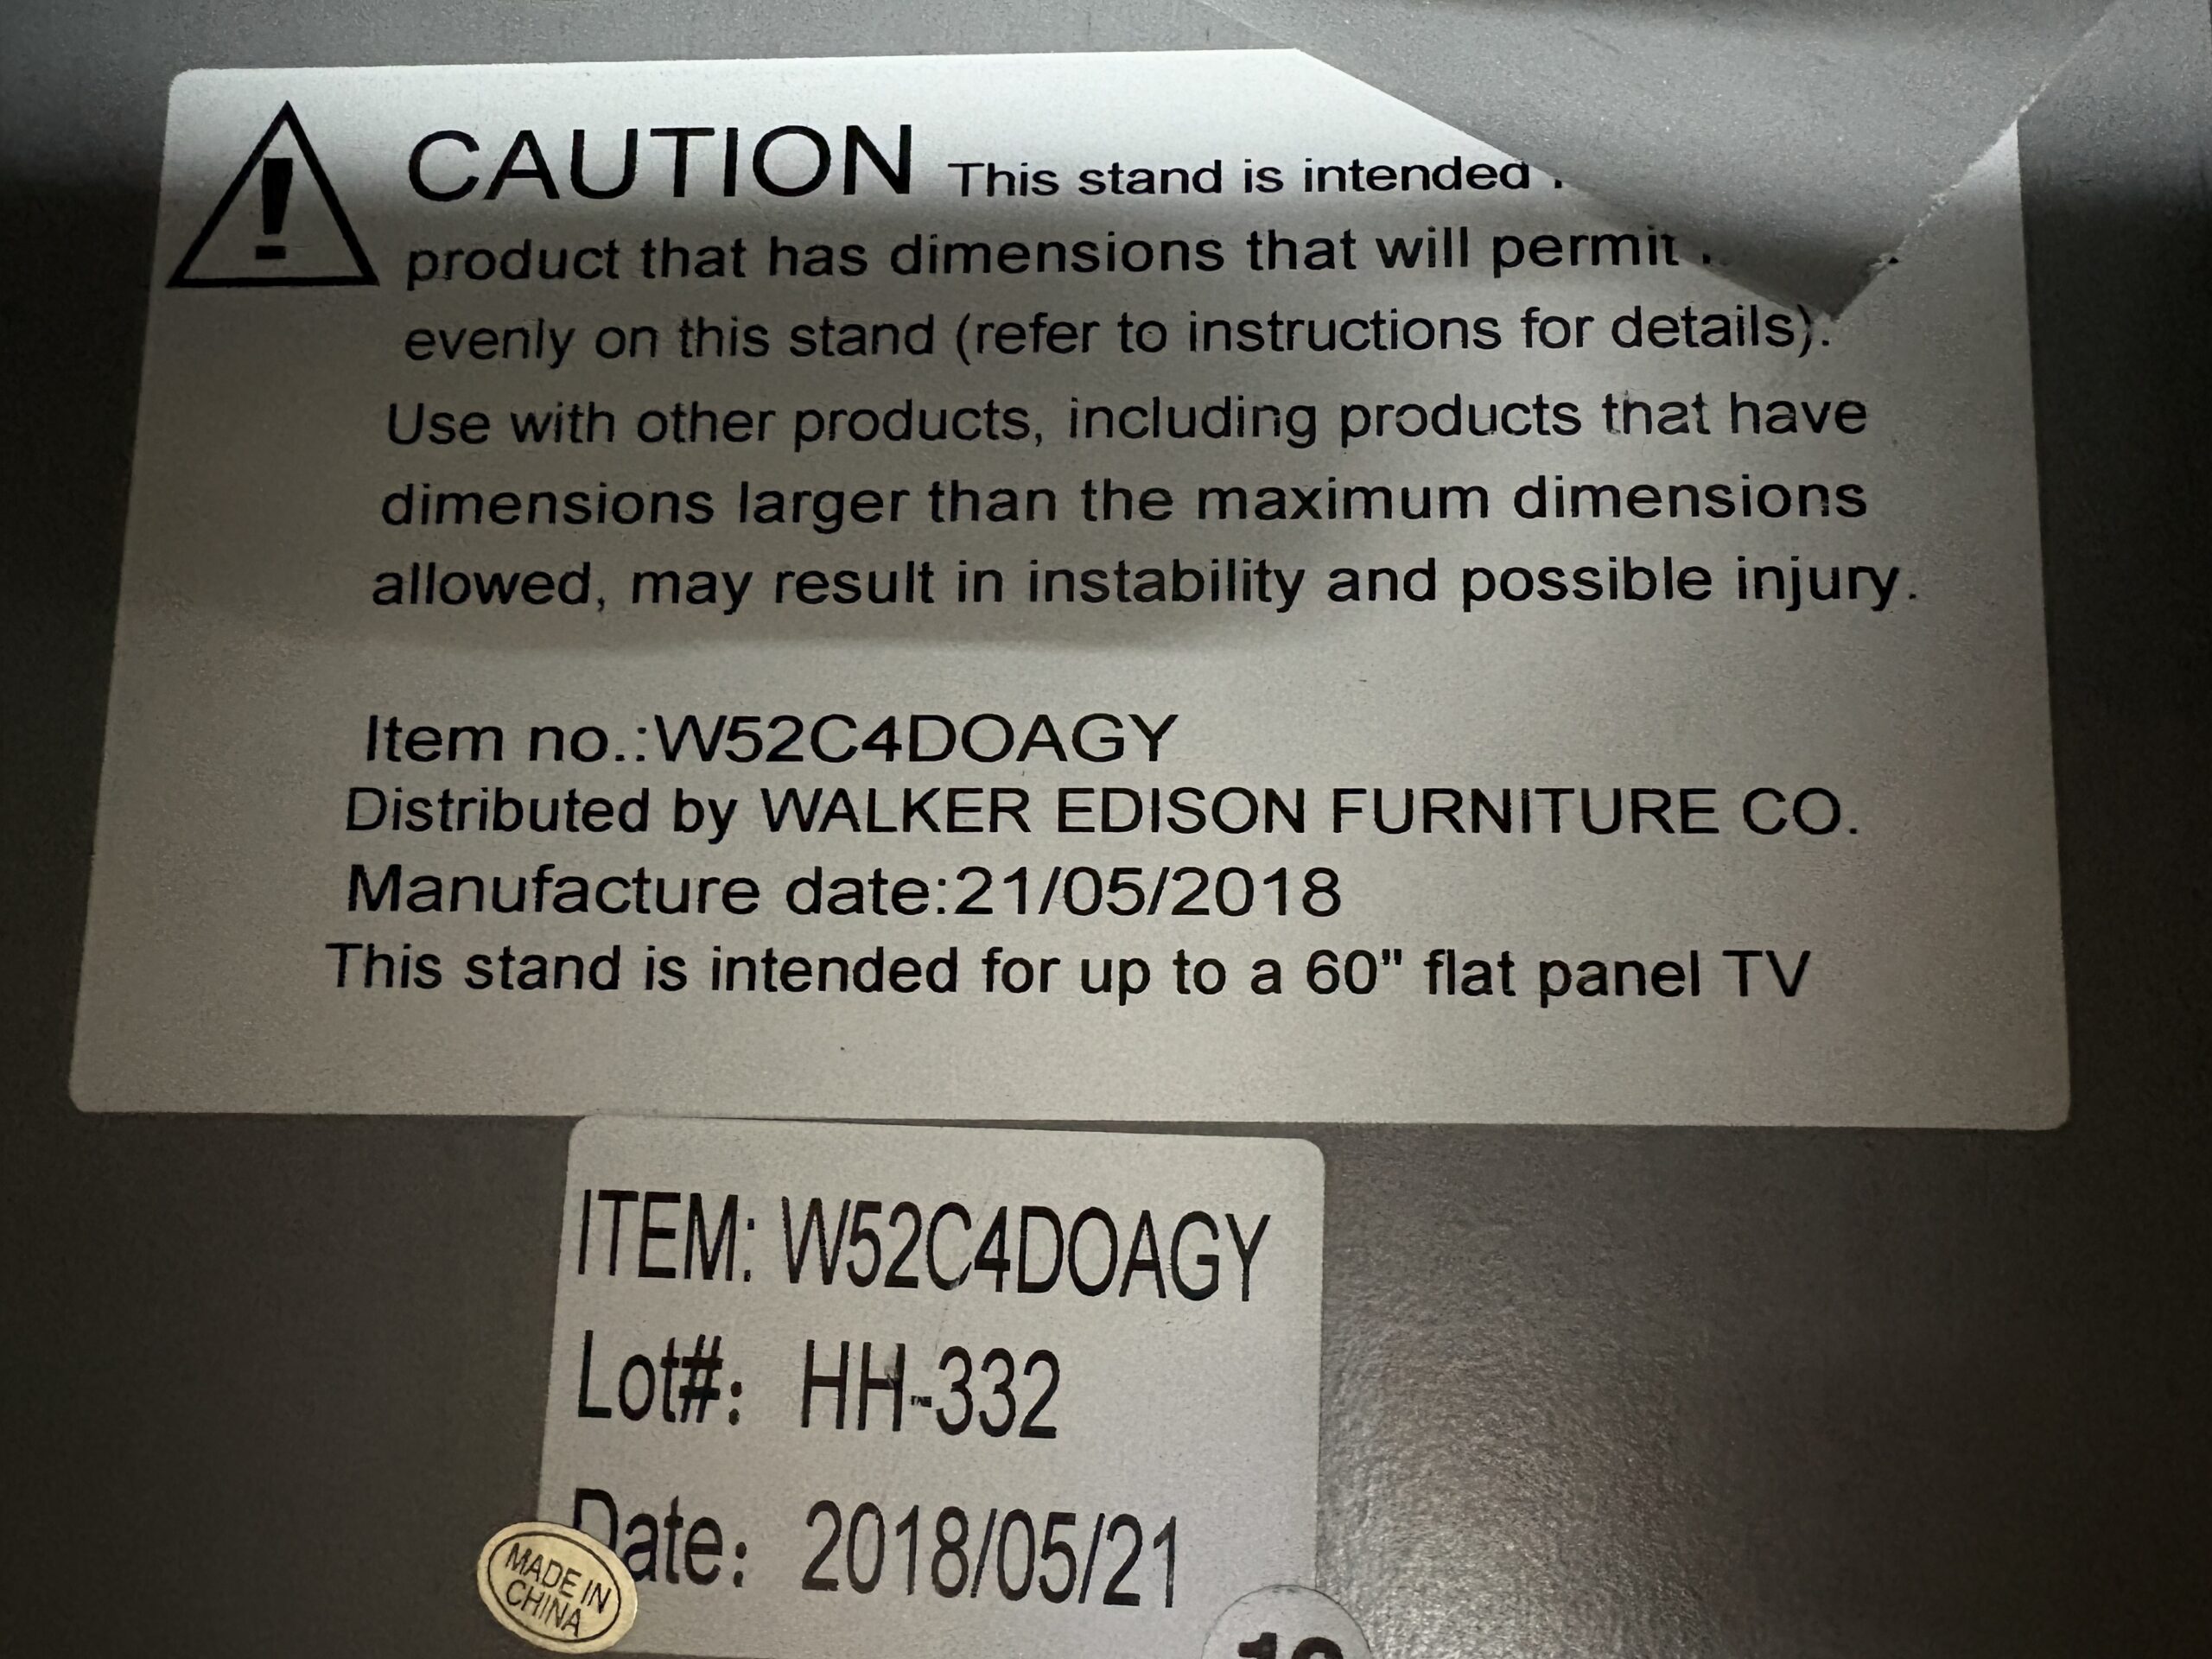 CAUTION This stand is intended
product that has dimensions that will permit
evenly on this stand (refer to instructions for details).
Use with other products, including products that have
dimensions larger than the maximum dimensions
allowed, may result in instability and possible injury.
Item no.:W52C4DOAGY
Distributed by WALKER EDISON FURNITURE CO.
Manufacture date:21/05/2018
This stand is intended for up to a 60" flat panel TV
ITEM: W52C4DOAGY
Lot#: HH-332
Date: 2018/05/21
MADE IN
CHINA